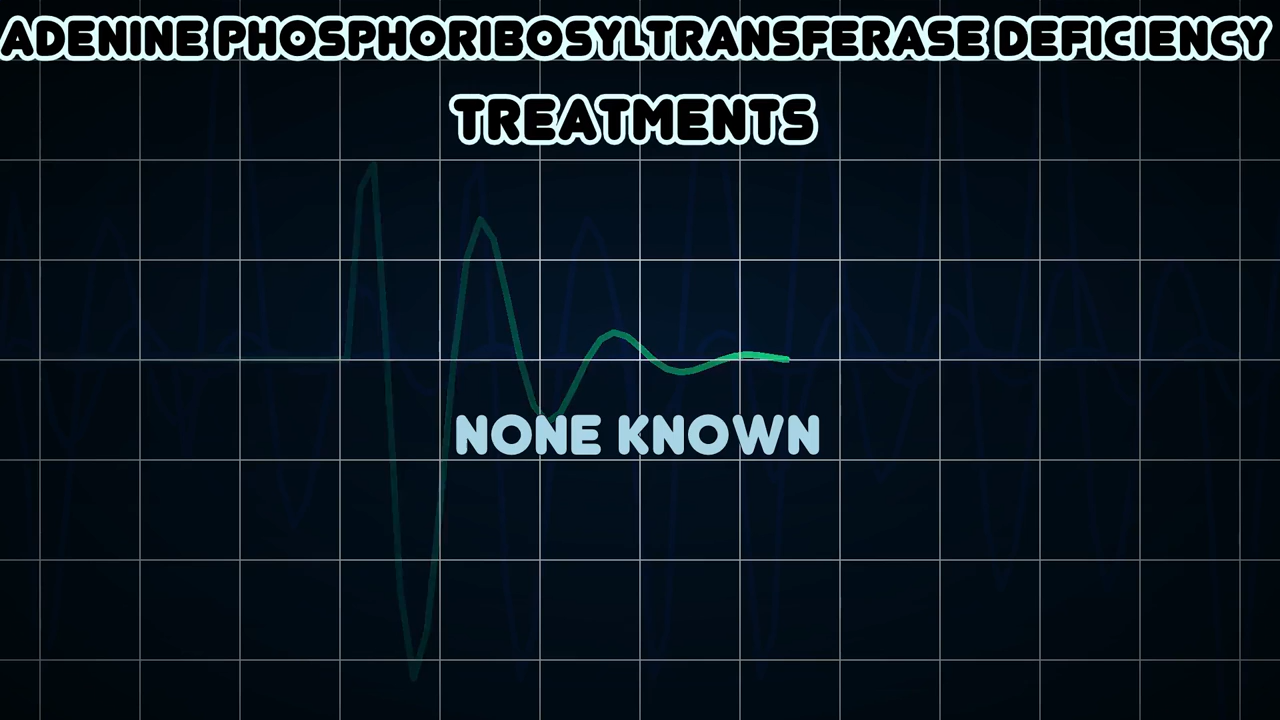 ADENINE PHOSPHORIBOSYLTRANSFERASE DEFICIENCY
TREATMENTS
NONE KNOWN